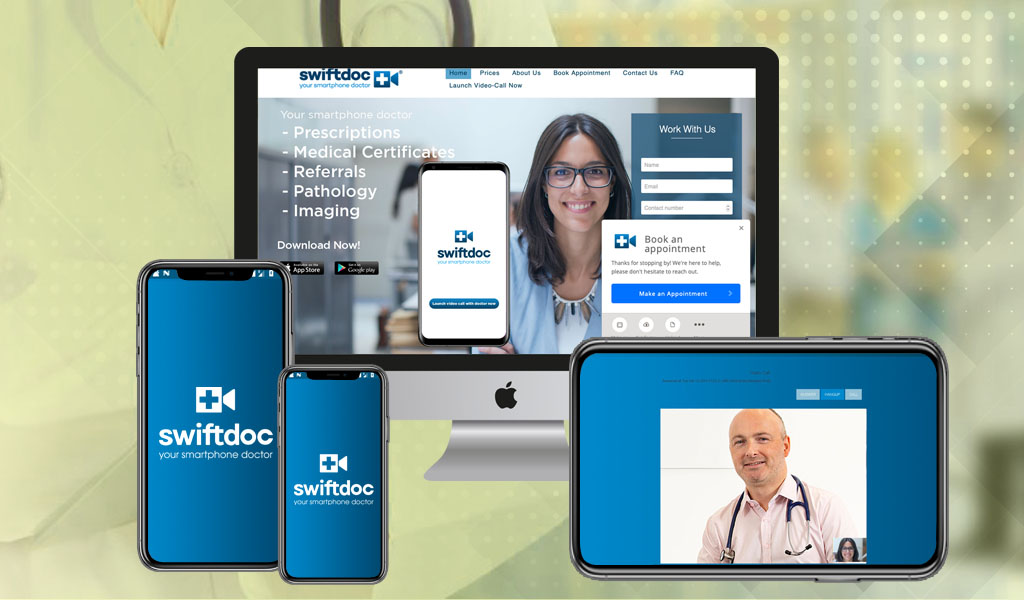 swiftdoc®
your smartphone doctor
Home Prices About Us Book Appointment Contact Us FAQ
Launch Video-Call Now
Your smartphone doctor
- Prescriptions
- Medical Certificates
- Referrals
- Pathology
- Imaging
Download Now!
App Store
Google play
swiftdoc
your smartphone doctor
Launch video call with doctor now
Work With Us
Name
Email
Contact number
Book an
appointment
Thanks for stopping by! We're here to help,
please don't hesitate to reach out.
Make an Appointment
swiftdoc
your smartphone doctor
swiftdoc
your smartphone doctor
HANGUP